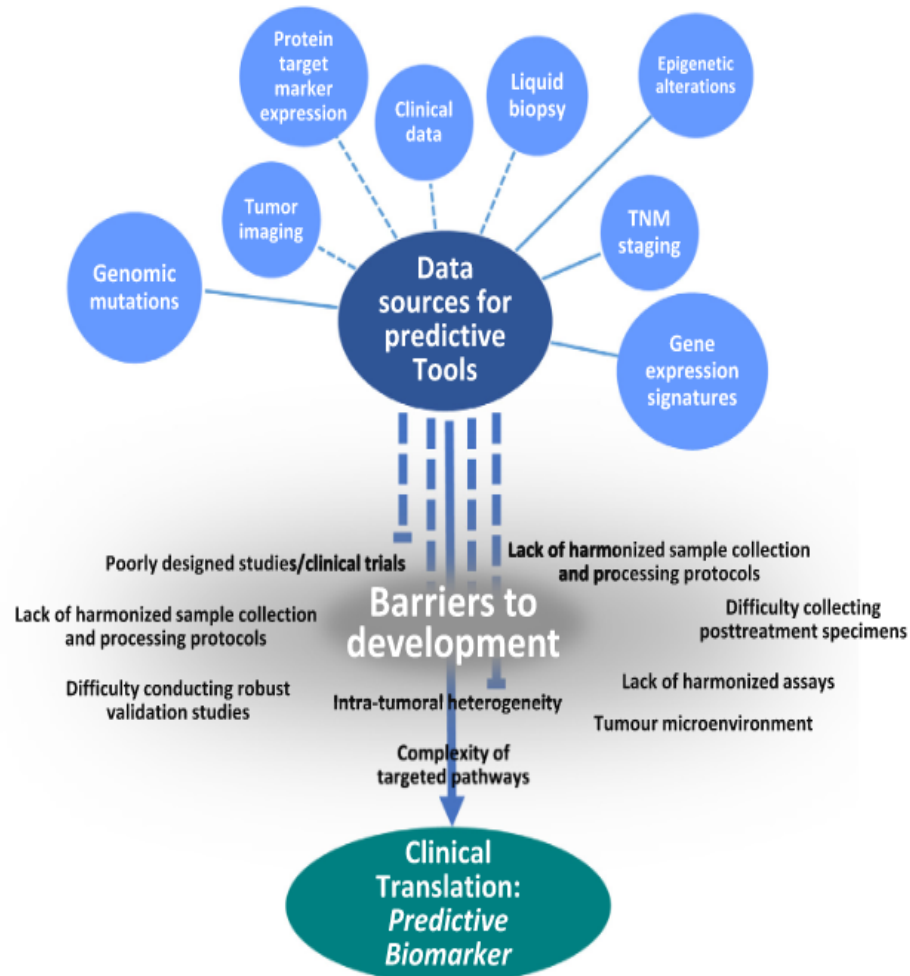 Protein
target
marker
expression
Clinical
data
Liquid
biopsy
Epigenetic
alterations
Tumor
imaging
TNM
staging
Genomic
mutations
Data
sources for
predictive
Tools
Gene
expression
signatures
Poorly designed studies/clinical trials
Lack of harmonized sample collection
and processing protocols
Barriers to
development
Lack of harmonized sample collection
and processing protocols
Difficulty collecting
posttreatment specimens
Difficulty conducting robust
validation studies
Intra-tumoral heterogeneity
Lack of harmonized assays
Tumour microenvironment
Complexity of
targeted pathways
Clinical
Translation:
Predictive
Biomarker